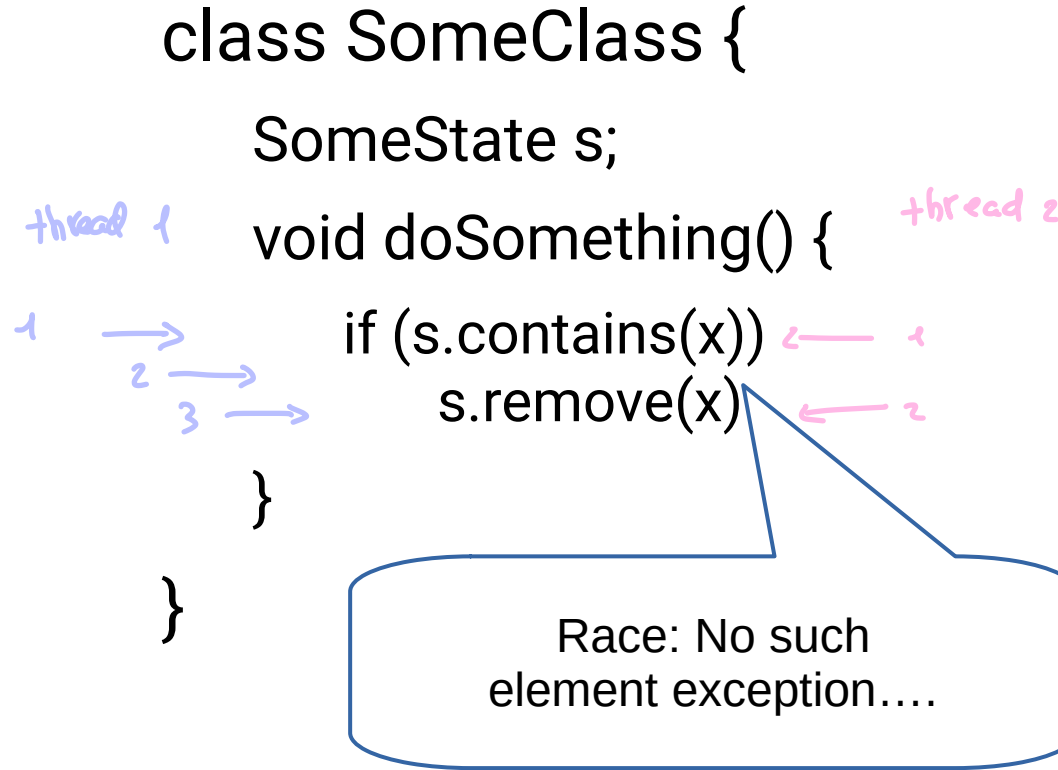 class SomeClass {
SomeState s;
thread 1
void doSomething() {
thread 2
1
if (s.contains(x))
1
2
s.remove(x)
3
2
}
}
Race: No such
element exception....